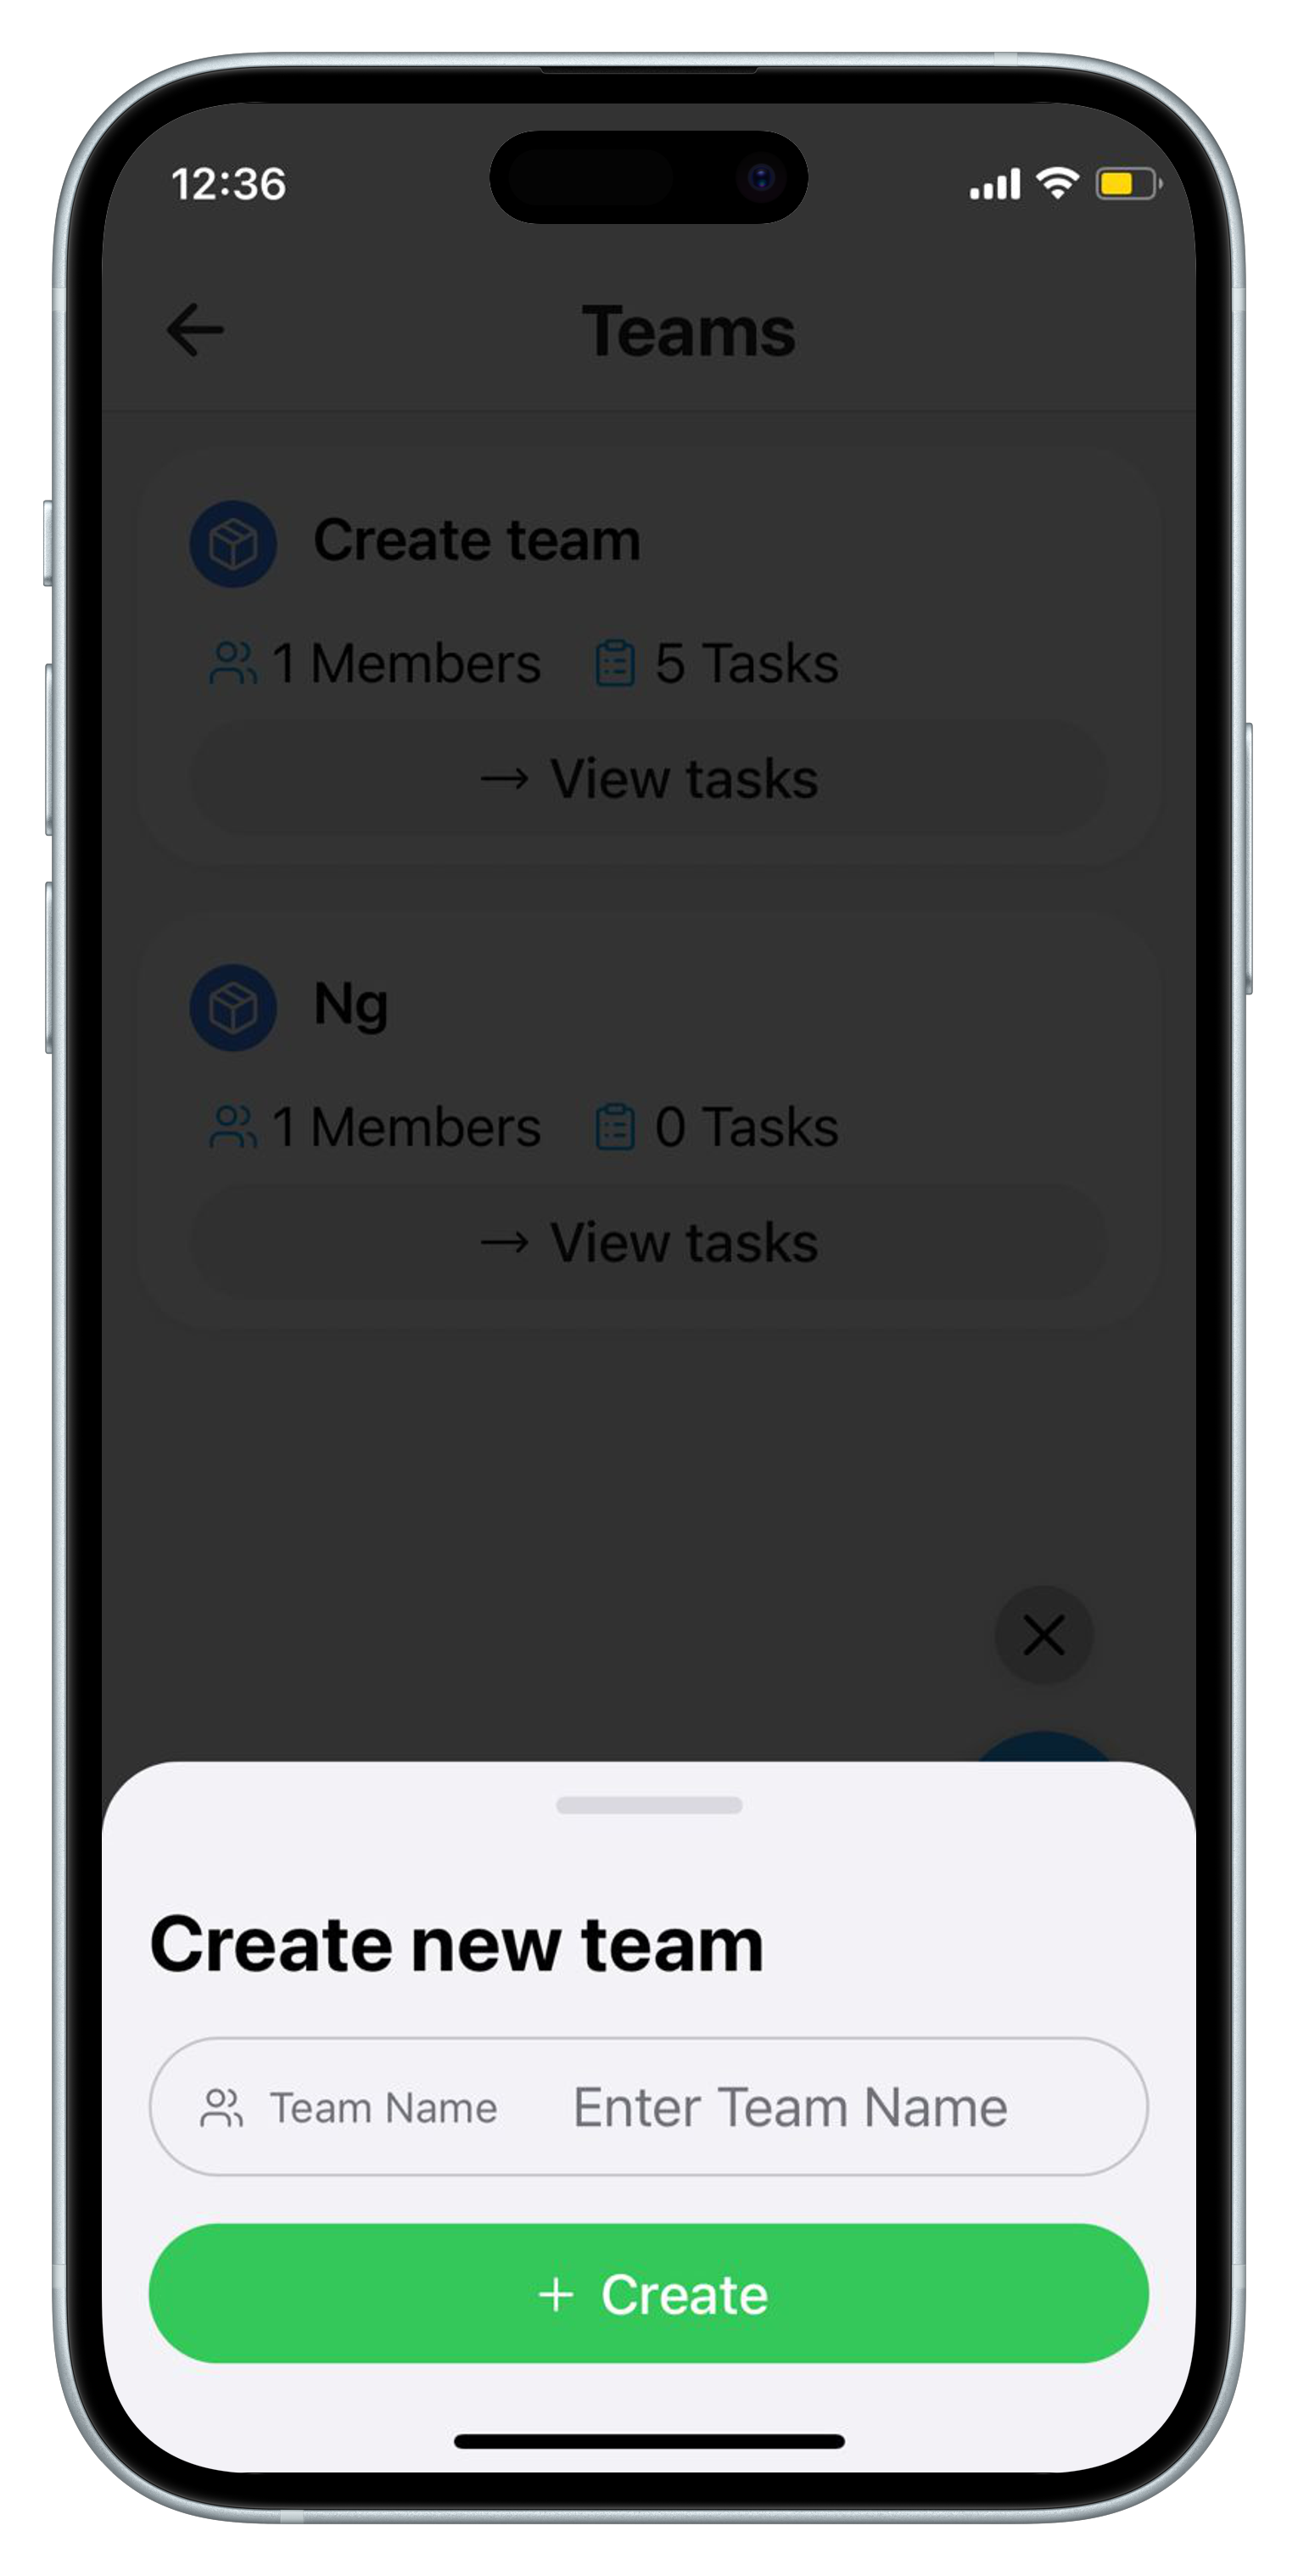 12:36
Teams
Create team
1 Members 5 Tasks
→ View tasks
Ng
1 Members 0 Tasks
→ View tasks
Create new team
Team Name Enter Team Name
+ Create